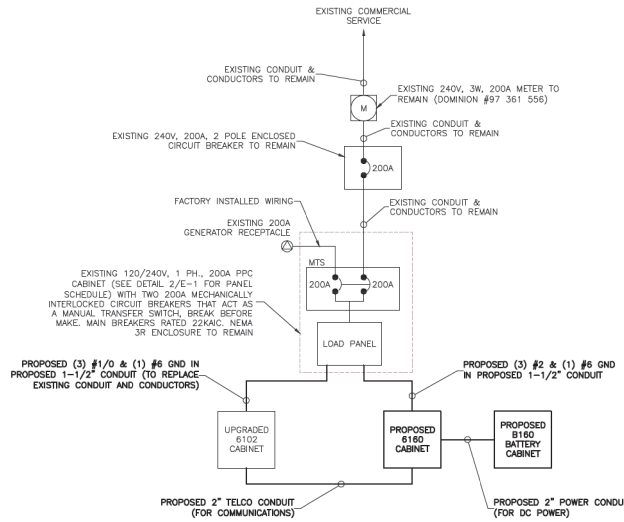 EXISTING COMMERCIAL
SERVICE
EXISTING CONDUIT &
CONDUCTORS TO REMAIN
EXISTING 240V, 3W, 200A METER TO
REMAIN (DOMINION #97 361 556)
M
EXISTING CONDUIT &
CONDUCTORS TO REMAIN
EXISTING 240V, 200A, 2 POLE ENCLOSED
CIRCUIT BREAKER TO REMAIN
200A
FACTORY INSTALLED WIRING
EXISTING CONDUIT &
CONDUCTORS TO REMAIN
EXISTING 200A
GENERATOR RECEPTACLE
MTS
200A
200A
EXISTING 120/240V, 1 PH., 200A PPC
CABINET (SEE DETAIL 2/E-1 FOR PANEL
SCHEDULE) WITH TWO 200A MECHANICALLY
INTERLOCKED CIRCUIT BREAKERS THAT ACT AS
A MANUAL TRANSFER SWITCH, BREAK BEFORE
MAKE. MAIN BREAKERS RATED 22KAIC. NEMA
3R ENCLOSURE TO REMAIN
LOAD PANEL
PROPOSED (3) #1/0 & (1) #6 GND IN
PROPOSED 1-1/2" CONDUIT (TO REPLACE
EXISTING CONDUIT AND CONDUCTORS)
PROPOSED (3) #2 & (1) #6 GND
IN PROPOSED 1-1/2" CONDUIT
UPGRADED
6102
CABINET
PROPOSED
6160
CABINET
PROPOSED
B160
BATTERY
CABINET
PROPOSED 2" TELCO CONDUIT
(FOR COMMUNICATIONS)
PROPOSED 2" POWER CONDU
(FOR DC POWER)